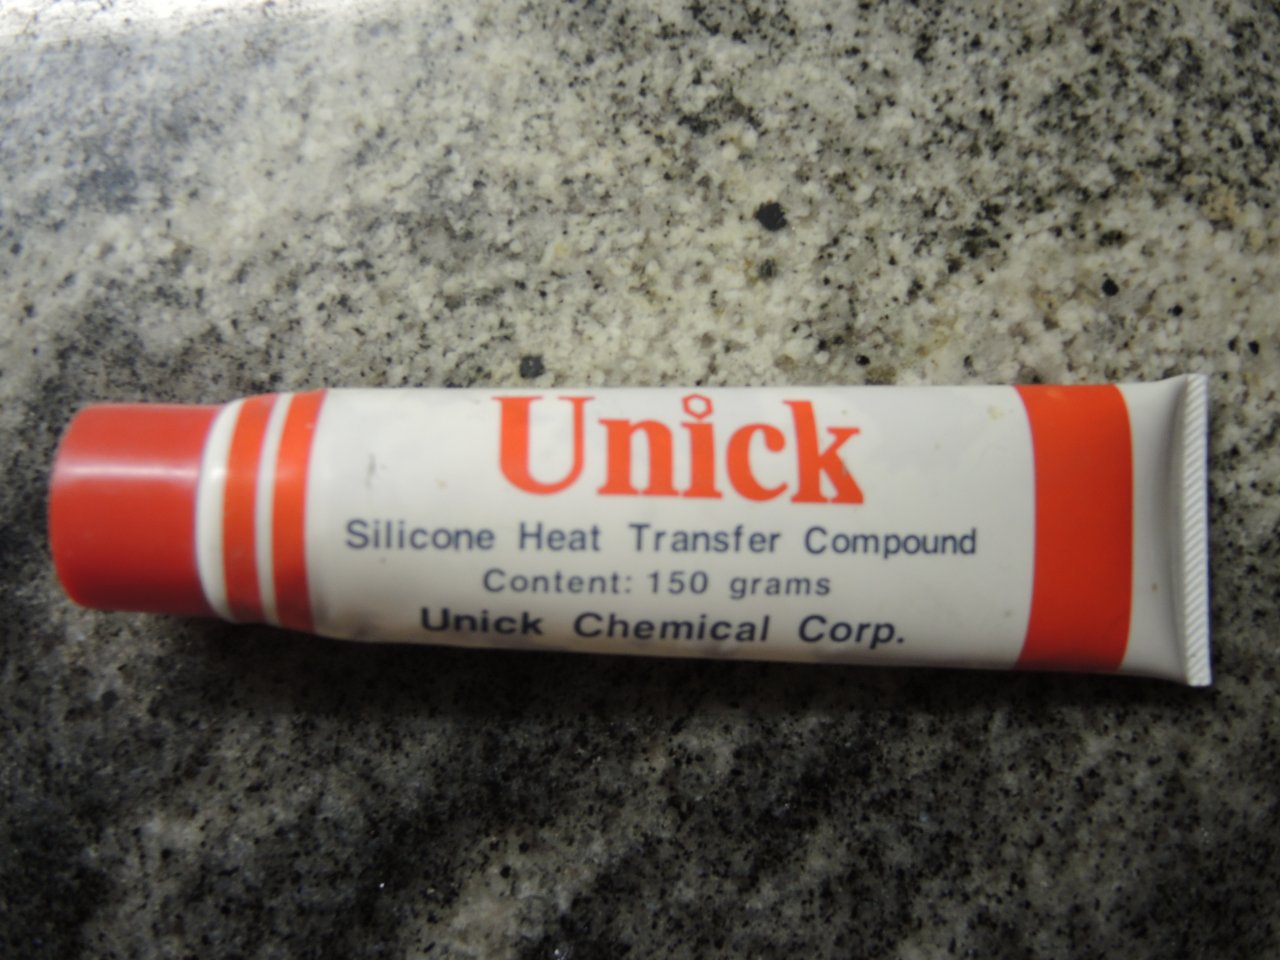 Unick
Silicone Heat Transfer Compound
Content: 150 grams
Unick Chemical Corp.